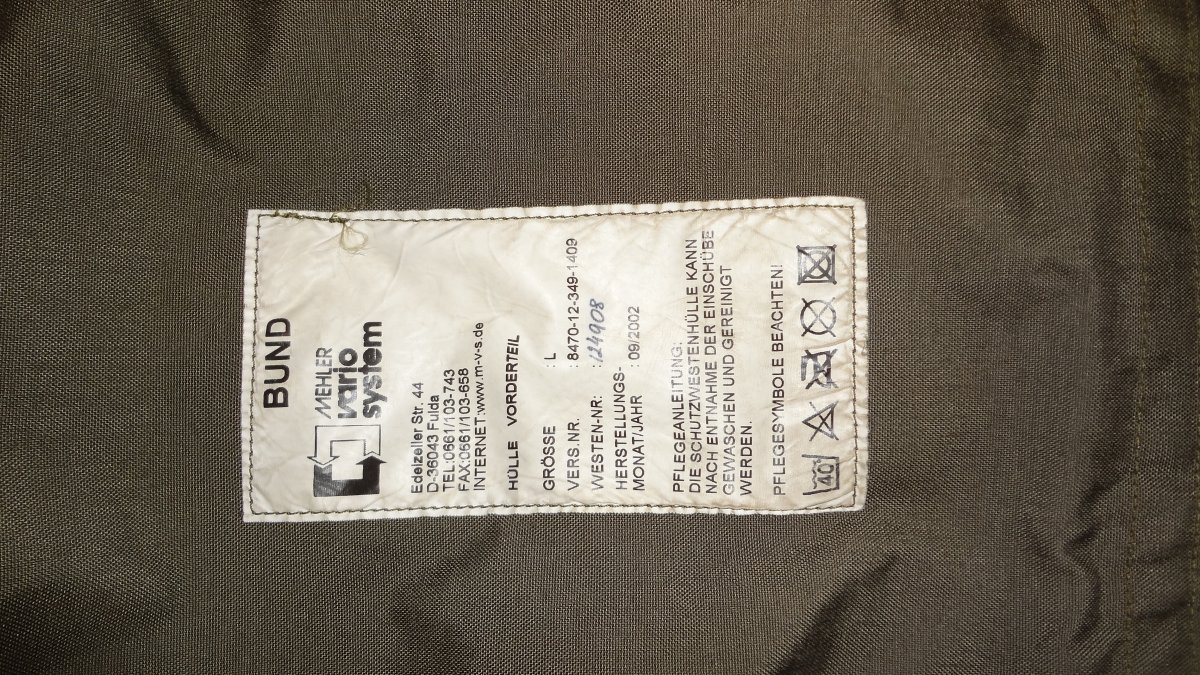 BUND
MEHLER
vario
system
Edelzeller Str. 44
D-36043 Fulda
TEL:0661/103-743
FAX:0661/103-658
INTERNET:www.m-v-s.de
HÜLLE VORDERTEIL
GRÖSSE : L
VERS.NR. : 8470-12-349-1409
WESTEN-NR: : 124908
HERSTELLUNGS-
MONAT/JAHR : 09/2002
PFLEGEANLEITUNG:
DIE SCHUTZWESTENHÜLLE KANN
NACH ENTNAHME DER EINSCHÜBE
GEWASCHEN UND GEREINIGT
WERDEN.
PFLEGESYMBOLE BEACHTEN!
40°